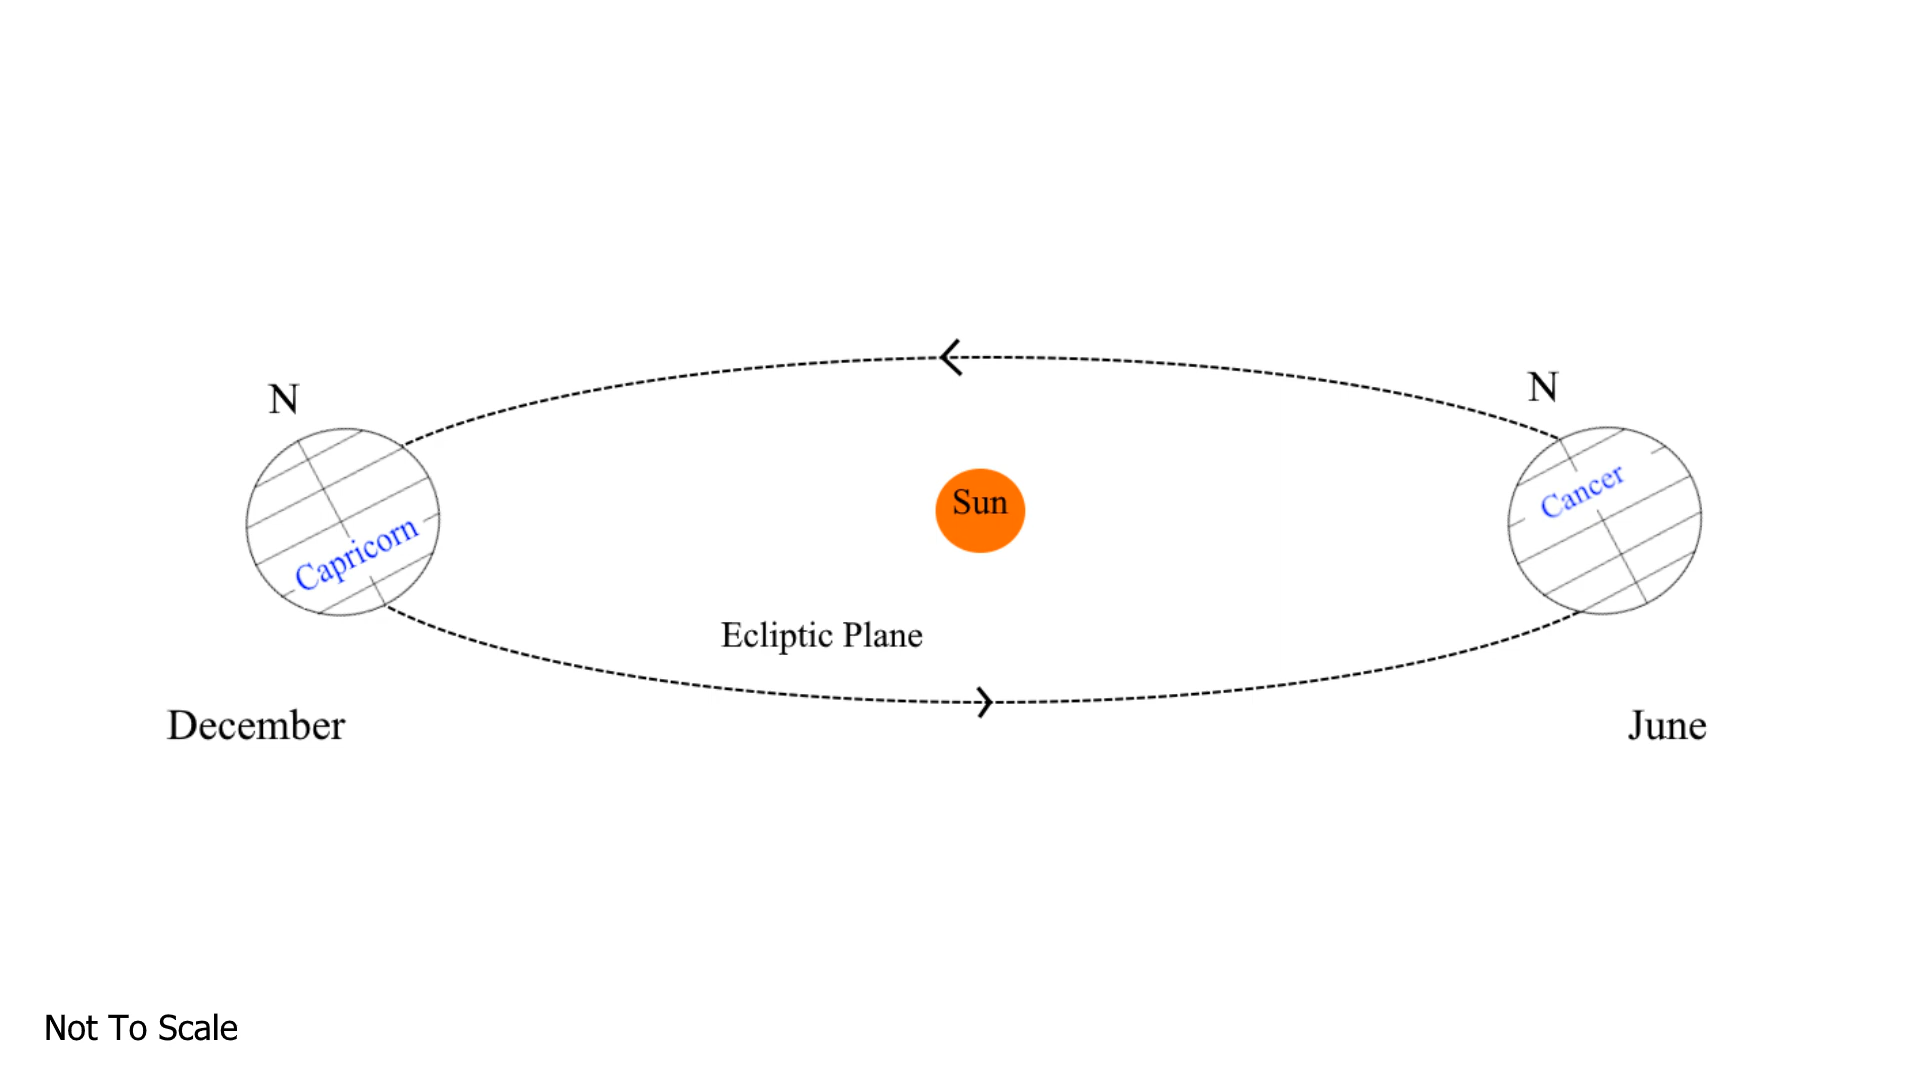 N
N
Cancer
Sun
Capricorn
Ecliptic Plane
December
June
Not To Scale